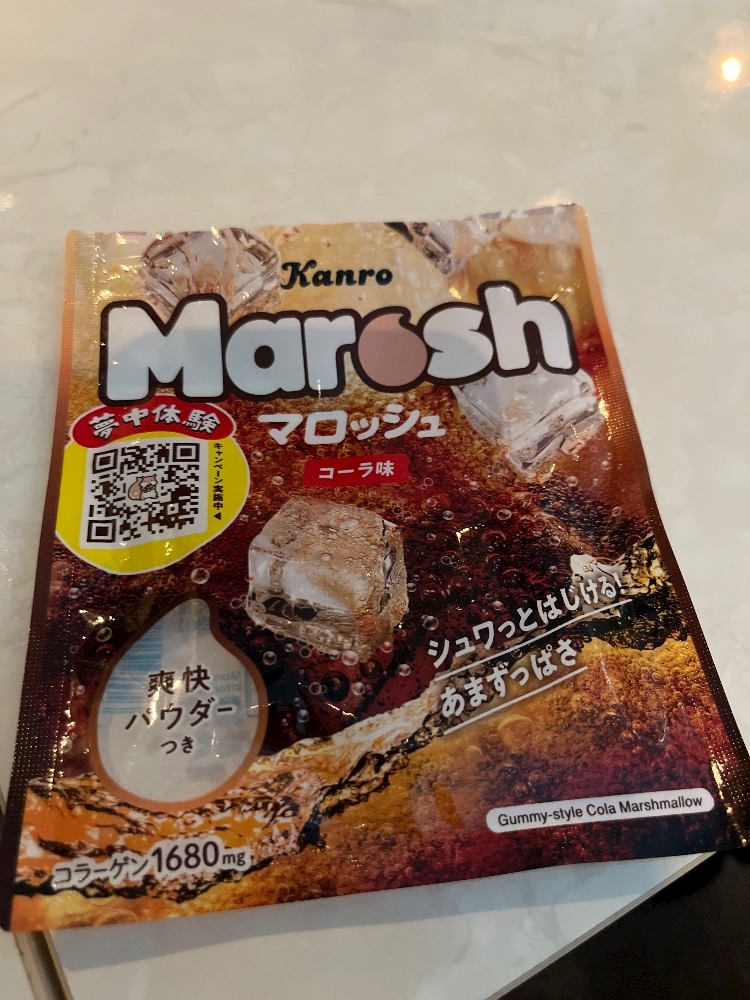 Kanro
Marosh
マロッシュ
コーラ味
夢中体験
キャンペーン実施中◀
シュワっとはじける!
あまずっぱさ
爽快
パウダー
つき
Gummy-style Cola Marshmallow
コラーゲン1680mg